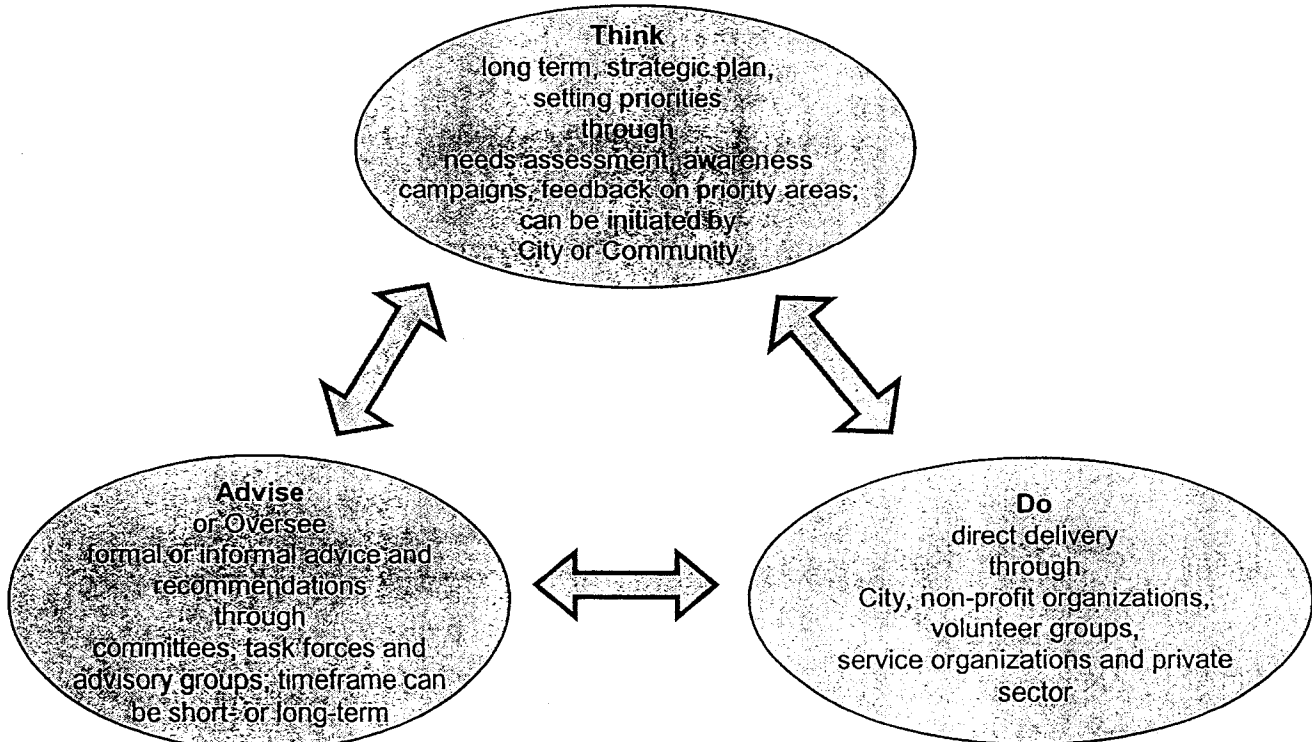 Think
long term, strategic plan,
setting priorities
through
needs assessment, awareness
campaigns, feedback on priority areas;
can be initiated by
City or Community
Advise
or Oversee
formal or informal advice and
recommendations
through
committees, task forces and
advisory groups, timeframe can
be short- or long-term
Do
direct delivery
through
City, non-profit organizations,
volunteer groups,
service organizations and private
sector